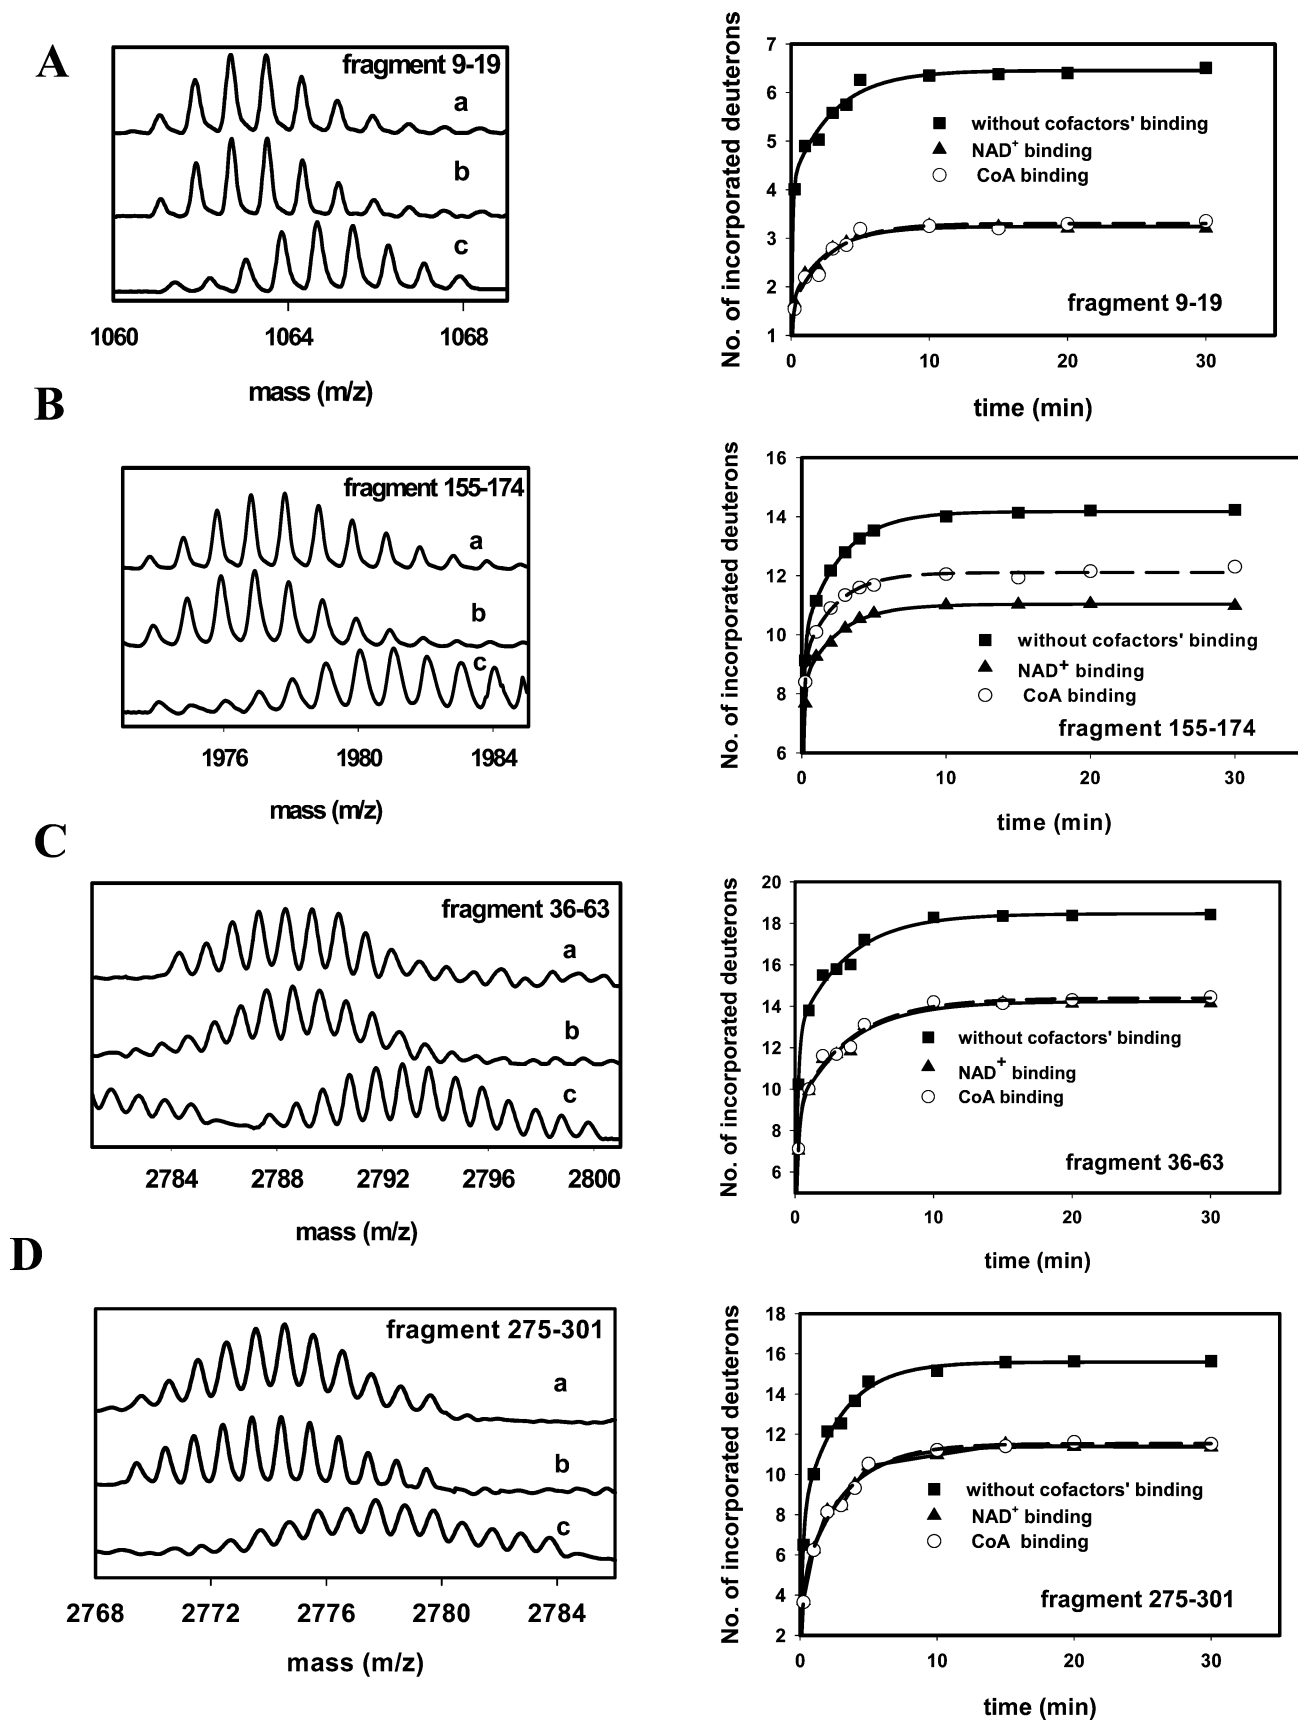 A
fragment 9-19
a
b
c
1060 1064 1068
mass (m/z)
No. of incorporated deuterons
7
6
5
4
3
2
1
without cofactors' binding
NAD+ binding
CoA binding
fragment 9-19
0 10 20 30
time (min)
B
fragment 155-174
a
b
c
1976 1980 1984
mass (m/z)
No. of incorporated deuterons
16
14
12
10
8
6
without cofactors' binding
NAD+ binding
CoA binding
fragment 155-174
0 10 20 30
time (min)
C
fragment 36-63
a
b
c
2784 2788 2792 2796 2800
mass (m/z)
No. of incorporated deuterons
20
18
16
14
12
10
8
6
without cofactors' binding
NAD+ binding
CoA binding
fragment 36-63
0 10 20 30
time (min)
D
fragment 275-301
a
b
c
2768 2772 2776 2780 2784
mass (m/z)
No. of incorporated deuterons
18
16
14
12
10
8
6
4
2
without cofactors' binding
NAD+ binding
CoA binding
fragment 275-301
0 10 20 30
time (min)